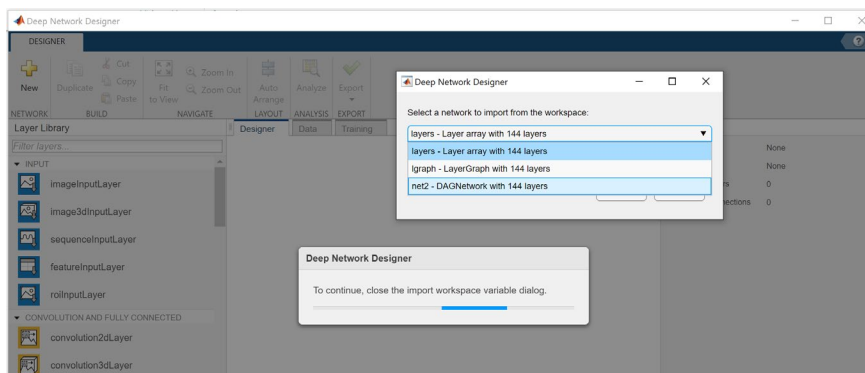 Deep Network Designer
DESIGNER
?
New
Duplicate
Cut
Copy
Paste
Fit
to View
Zoom In
Zoom Out
Auto
Arrange
Analyze
Export
NETWORK
BUILD
NAVIGATE
LAYOUT
ANALYSIS
EXPORT
Layer Library
Designer
Data
Training
Filter layers...
INPUT
imageInputLayer
image3dInputLayer
sequenceInputLayer
featureInputLayer
roiInputLayer
CONVOLUTION AND FULLY CONNECTED
convolution2dLayer
convolution3dLayer
Deep Network Designer
Select a network to import from the workspace:
layers - Layer array with 144 layers
layers - Layer array with 144 layers
lgraph - LayerGraph with 144 layers
net2 - DAGNetwork with 144 layers
None
None
0
0
Deep Network Designer
To continue, close the import workspace variable dialog.